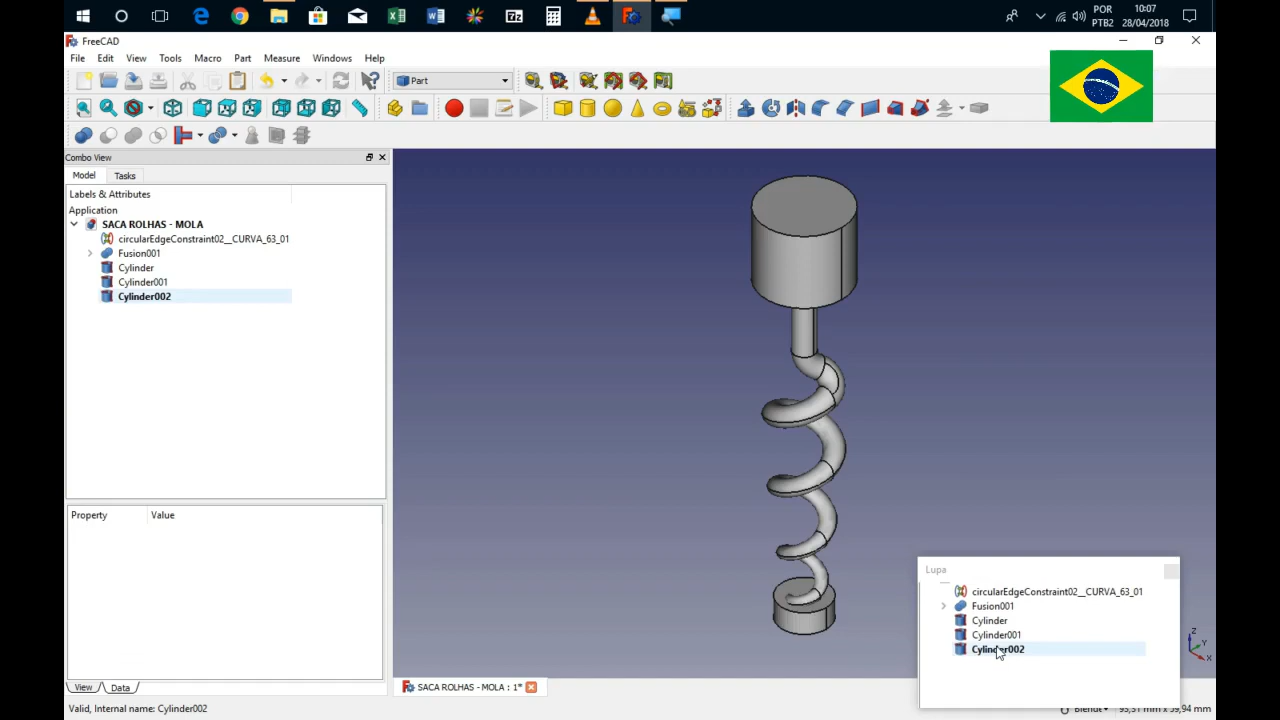 POR
10:07
PTB2
28/04/2018
FreeCAD
File Edit View Tools Macro Part Measure Windows Help
Part
Combo View
Model Tasks
Labels & Attributes
Application
SACA ROLHAS - MOLA
circularEdgeConstraint02__CURVA_63_01
Fusion001
Cylinder
Cylinder001
Cylinder002
Property Value
View Data
SACA ROLHAS - MOLA : 1*
Lupa
circularEdgeConstraint02__CURVA_63_01
Fusion001
Cylinder
Cylinder001
Cylinder002
Z
Y
X
Valid, Internal name: Cylinder002